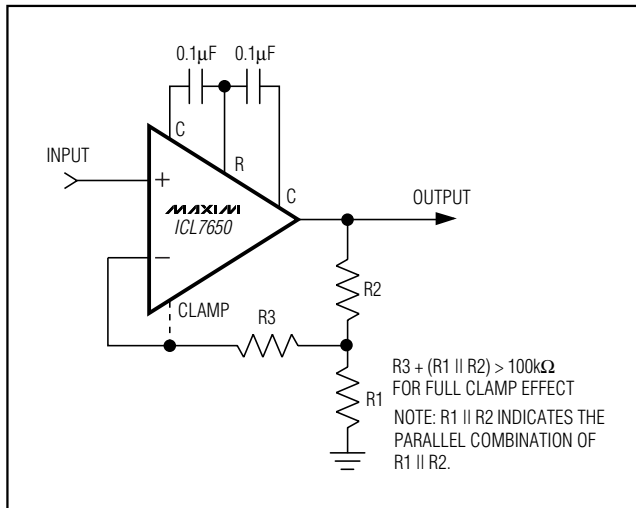 0.1µF 0.1µF
C
R
C
INPUT
+
MAXIM
ICL7650
OUTPUT
−
CLAMP
R2
R3
R1
R3 + (R1 || R2) > 100kΩ
FOR FULL CLAMP EFFECT
NOTE: R1 || R2 INDICATES THE
PARALLEL COMBINATION OF
R1 || R2.